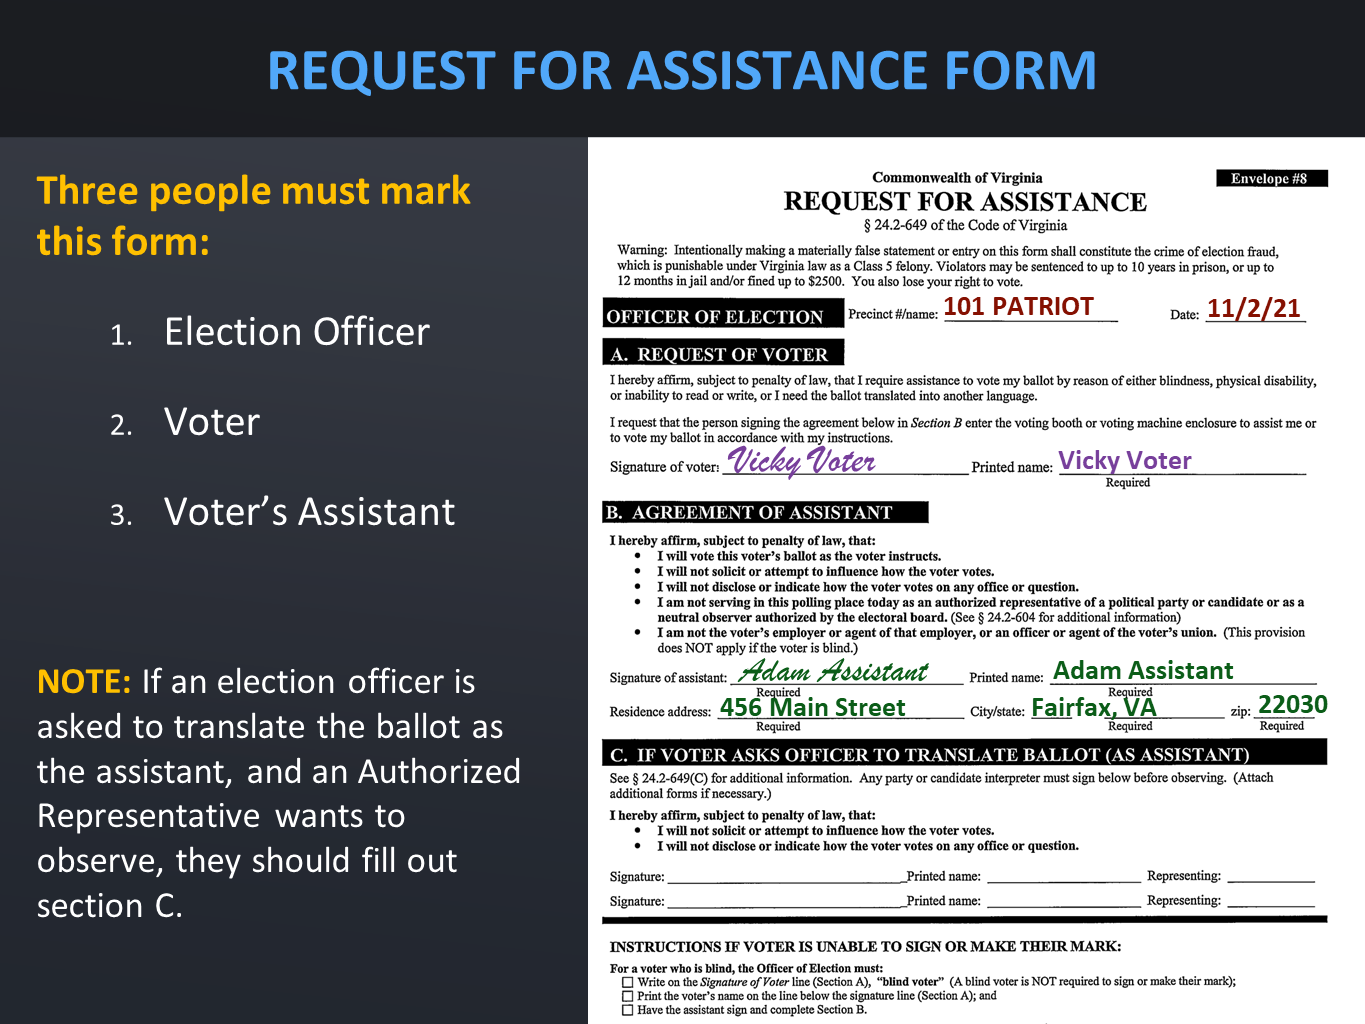 REQUEST FOR ASSISTANCE FORM
Three people must mark
this form:
1. Election Officer
2. Voter
3. Voter’s Assistant
NOTE: If an election officer is
asked to translate the ballot as
the assistant, and an Authorized
Representative wants to
observe, they should fill out
section C.
Commonwealth of Virginia
Envelope #8
REQUEST FOR ASSISTANCE
§ 24.2-649 of the Code of Virginia
Warning: Intentionally making a materially false statement or entry on this form shall constitute the crime of election fraud,
which is punishable under Virginia law as a Class 5 felony. Violators may be sentenced to up to 10 years in prison, or up to
12 months in jail and/or fined up to $2500. You also lose your right to vote.
OFFICER OF ELECTION Precinct #/name: 101 PATRIOT Date: 11/2/21
A. REQUEST OF VOTER
I hereby affirm, subject to penalty of law, that I require assistance to vote my ballot by reason of either blindness, physical disability,
or inability to read or write, or I need the ballot translated into another language.
I request that the person signing the agreement below in Section B enter the voting booth or voting machine enclosure to assist me or
to vote my ballot in accordance with my instructions.
Signature of voter: Vicky Voter Printed name: Vicky Voter
Required
B. AGREEMENT OF ASSISTANT
I hereby affirm, subject to penalty of law, that:
• I will vote this voter’s ballot as the voter instructs.
• I will not solicit or attempt to influence how the voter votes.
• I will not disclose or indicate how the voter votes on any office or question.
• I am not serving in this polling place today as an authorized representative of a political party or candidate or as a
neutral observer authorized by the electoral board. (See § 24.2-604 for additional information)
• I am not the voter’s employer or agent of that employer, or an officer or agent of the voter’s union. (This provision
does NOT apply if the voter is blind.)
Signature of assistant: Adam Assistant Printed name: Adam Assistant
Required Required
Residence address: 456 Main Street City/state: Fairfax, VA zip: 22030
Required Required Required
C. IF VOTER ASKS OFFICER TO TRANSLATE BALLOT (AS ASSISTANT)
See § 24.2-649(C) for additional information. Any party or candidate interpreter must sign below before observing. (Attach
additional forms if necessary.)
I hereby affirm, subject to penalty of law, that:
• I will not solicit or attempt to influence how the voter votes.
• I will not disclose or indicate how the voter votes on any office or question.
Signature: Printed name: Representing:
Signature: Printed name: Representing:
INSTRUCTIONS IF VOTER IS UNABLE TO SIGN OR MAKE THEIR MARK:
For a voter who is blind, the Officer of Election must:
☐ Write on the Signature of Voter line (Section A), “blind voter” (A blind voter is NOT required to sign or make their mark);
☐ Print the voter’s name on the line below the signature line (Section A); and
☐ Have the assistant sign and complete Section B.